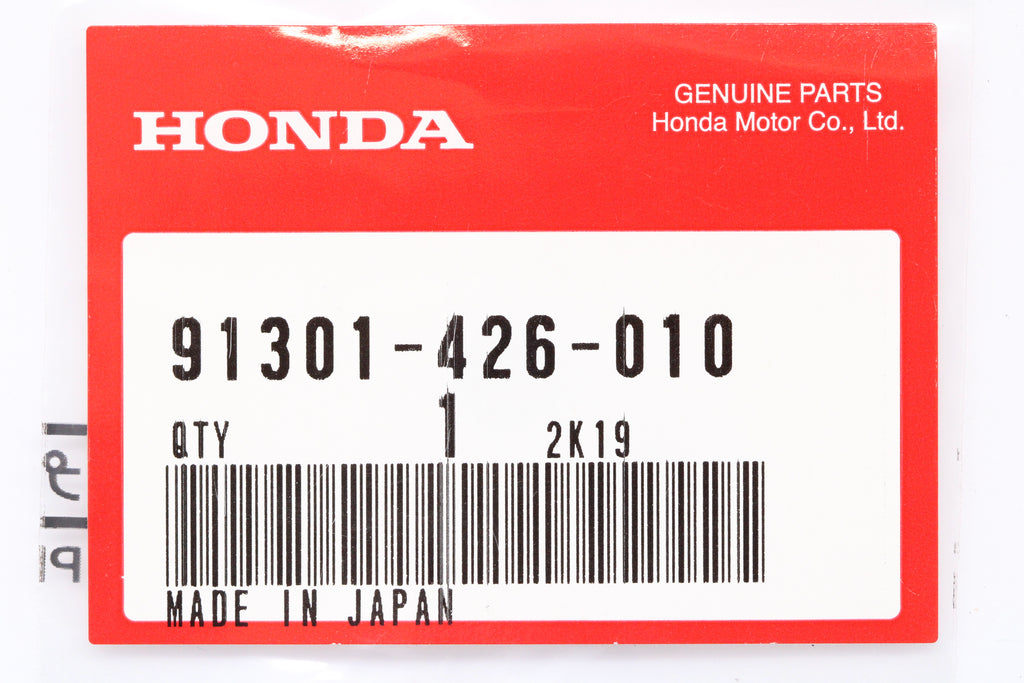 HONDA
GENUINE PARTS
Honda Motor Co., Ltd.
91301-426-010
QTY 1 2K19
MADE IN JAPAN